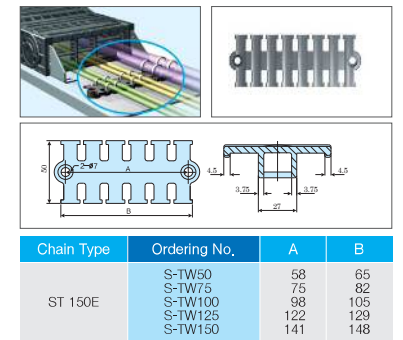 50
2-ø7
A
B
4.5
4.5
3.75
3.75
27
Chain Type Ordering No. A B
ST 150E
S-TW50 58 65
S-TW75 75 82
S-TW100 98 105
S-TW125 122 129
S-TW150 141 148